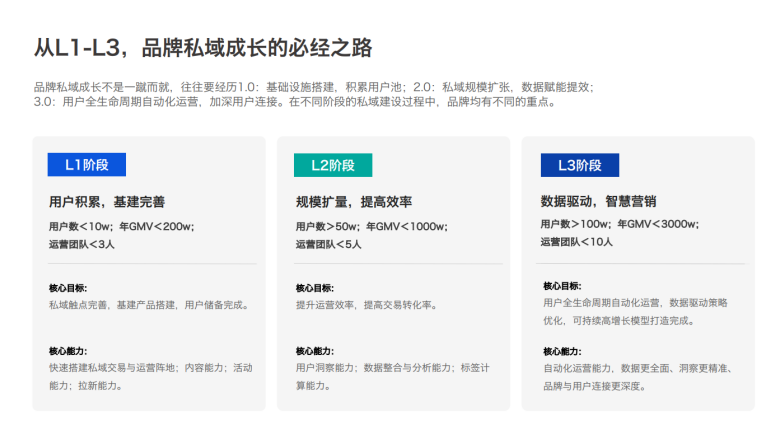 从L1-L3，品牌私域成长的必经之路
品牌私域成长不是一蹴而就，往往要经历1.0：基础设施搭建，积累用户池；2.0：私域规模扩张，数据赋能提效；
3.0：用户全生命周期自动化运营，加深用户连接。在不同阶段的私域建设过程中，品牌均有不同的重点。
L1阶段
用户积累，基建完善
用户数＜10w；年GMV＜200w；
运营团队＜3人
核心目标：
私域触点完善，基建产品搭建，用户储备完成。
核心能力：
快速搭建私域交易与运营阵地；内容能力；活动
能力；拉新能力。
L2阶段
规模扩量，提高效率
用户数＞50w；年GMV＜1000w；
运营团队＜5人
核心目标：
提升运营效率，提高交易转化率。
核心能力：
用户洞察能力；数据整合与分析能力；标签计
算能力。
L3阶段
数据驱动，智慧营销
用户数＞100w；年GMV＜3000w；
运营团队＜10人
核心目标：
用户全生命周期自动化运营，数据驱动策略
优化，可持续高增长模型打造完成。
核心能力：
自动化运营能力，数据更全面、洞察更精准、
品牌与用户连接更深度。